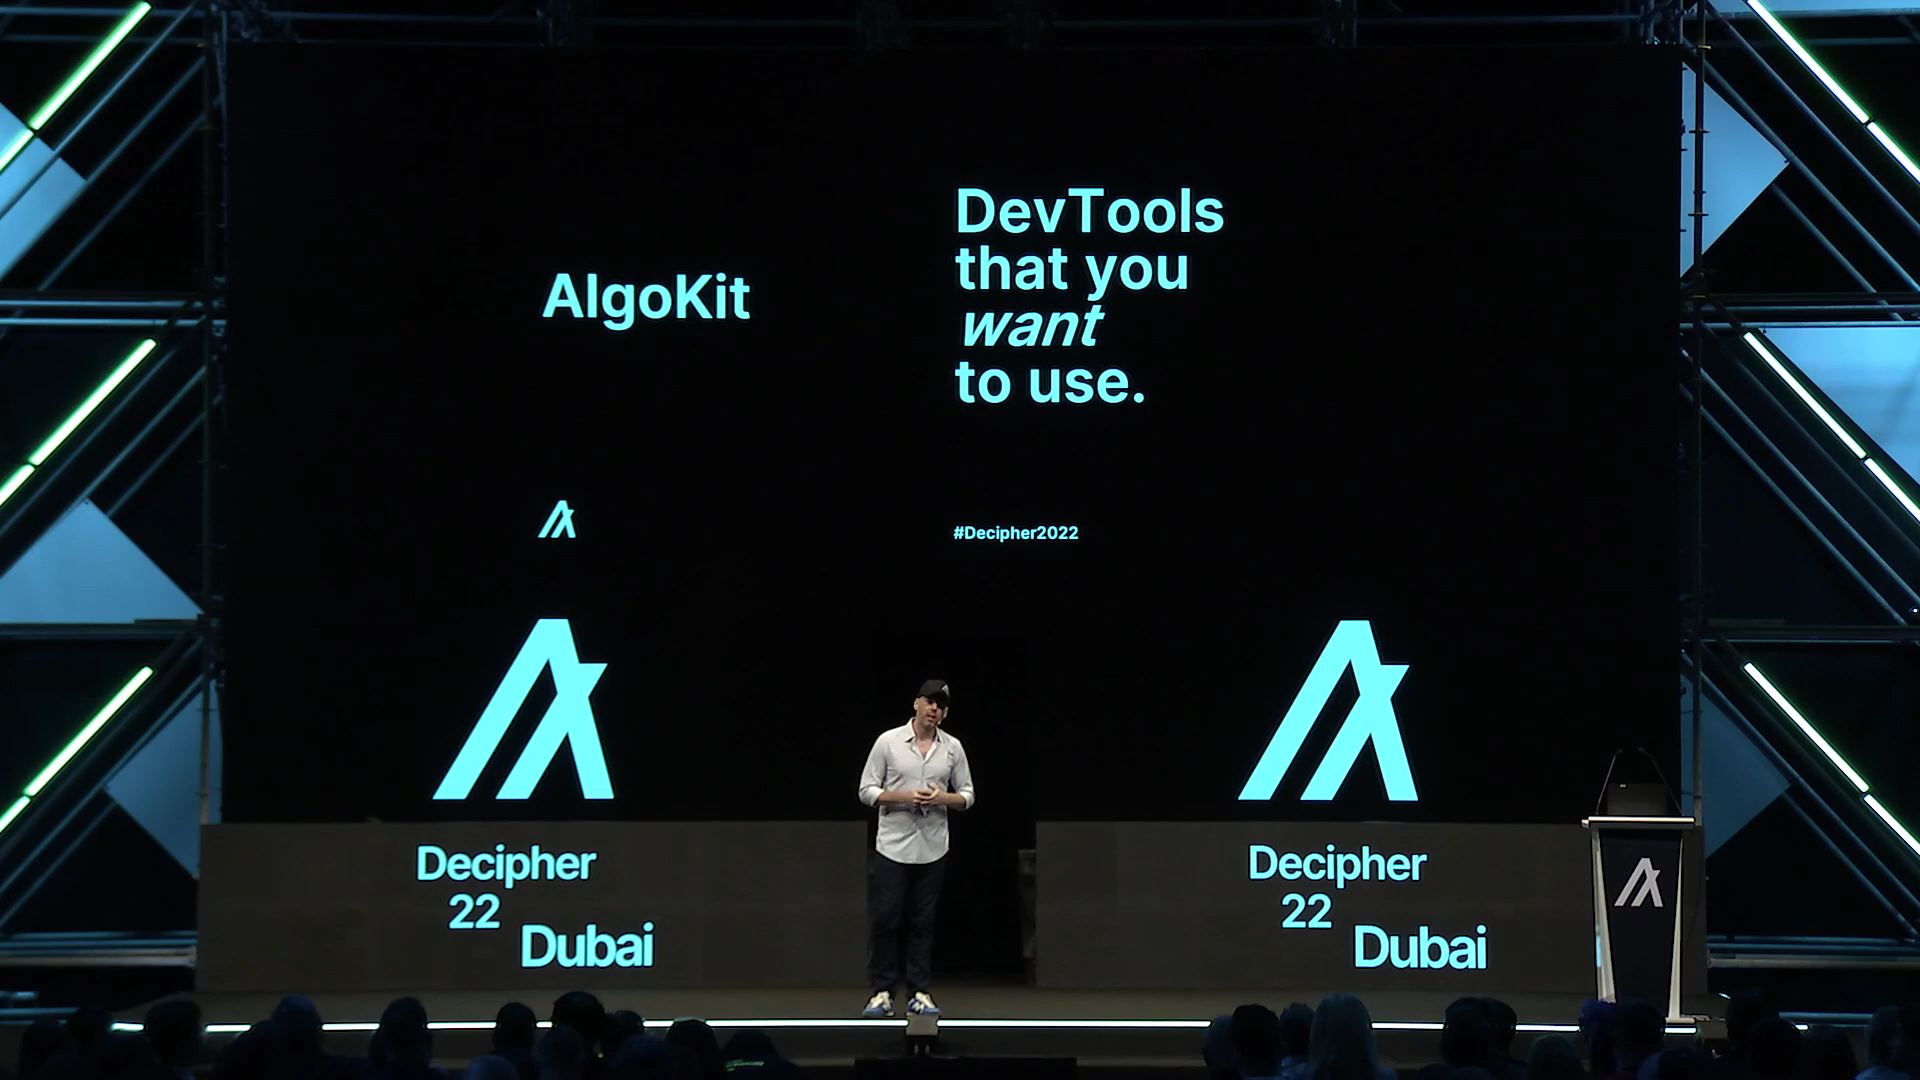 AlgoKit
DevTools
that you
want
to use.
#Decipher2022
Decipher
22
Dubai
Decipher
22
Dubai